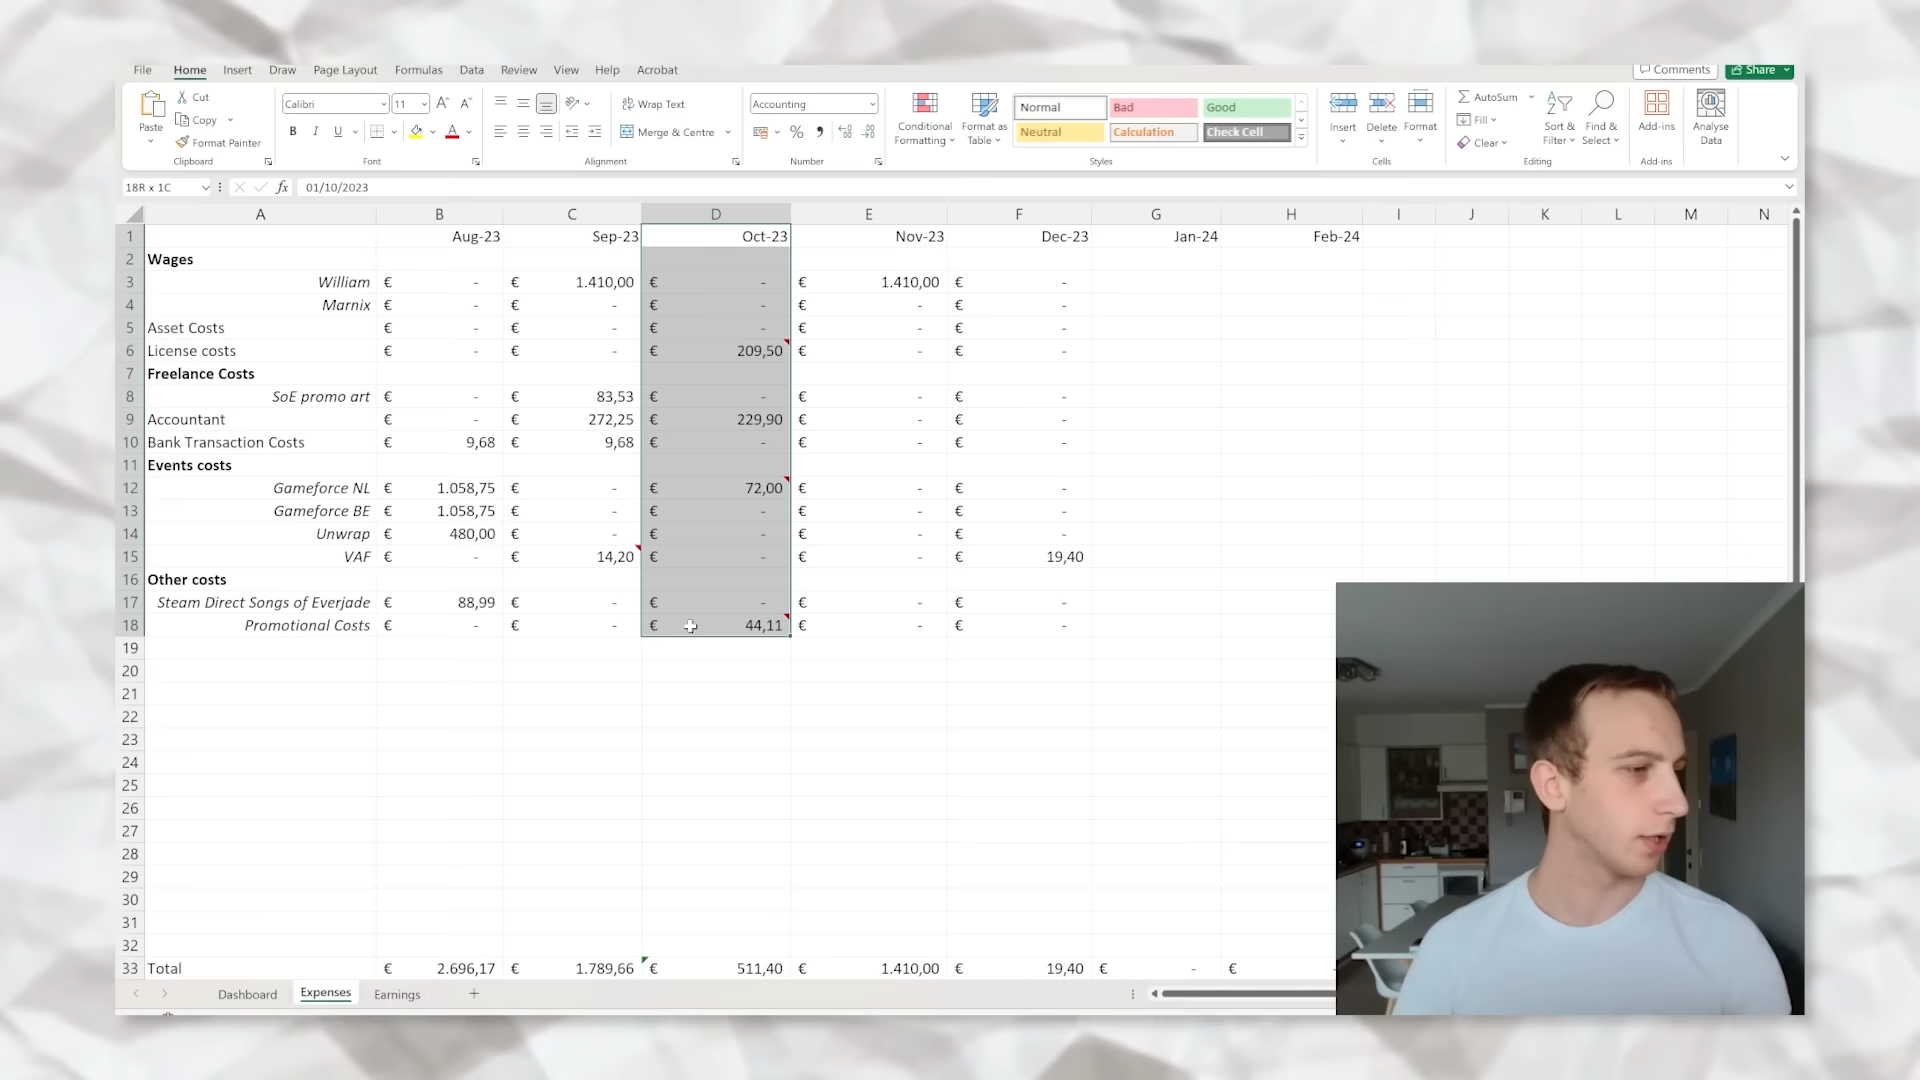 File Home Insert Draw Page Layout Formulas Data Review View Help Acrobat Comments Share
Paste Cut Copy Format Painter Clipboard
Calibri 11 A A B I U A Font
Wrap Text Merge & Centre Alignment
Accounting % Number
Conditional Formatting Format as Table
Normal Bad Good
Neutral Calculation Check Cell
Styles
Insert Delete Format Cells
AutoSum Fill Clear Sort & Filter Find & Select Editing
Add-ins Add-ins
Analyse Data
18R x 1C fx 01/10/2023
A B C D E F G H I J K L M N
1 Aug-23 Sep-23 Oct-23 Nov-23 Dec-23 Jan-24 Feb-24
2 Wages
3 William € - € 1.410,00 € - € 1.410,00 € -
4 Marnix € - € - € - € - € -
5 Asset Costs € - € - € - € - € -
6 License costs € - € - € 209,50 € - € -
7 Freelance Costs
8 SoE promo art € - € 83,53 € - € - € -
9 Accountant € - € 272,25 € 229,90 € - € -
10 Bank Transaction Costs € 9,68 € 9,68 € - € - € -
11 Events costs
12 Gameforce NL € 1.058,75 € - € 72,00 € - € -
13 Gameforce BE € 1.058,75 € - € - € - € -
14 Unwrap € 480,00 € - € - € - € -
15 VAF € - € 14,20 € - € - € 19,40
16 Other costs
17 Steam Direct Songs of Everjade € 88,99 € - € - € - € -
18 Promotional Costs € - € - € 44,11 € - € -
19
20
21
22
23
24
25
26
27
28
29
30
31
32
33 Total € 2.696,17 € 1.789,66 € 511,40 € 1.410,00 € 19,40 € - € -
Dashboard Expenses Earnings +